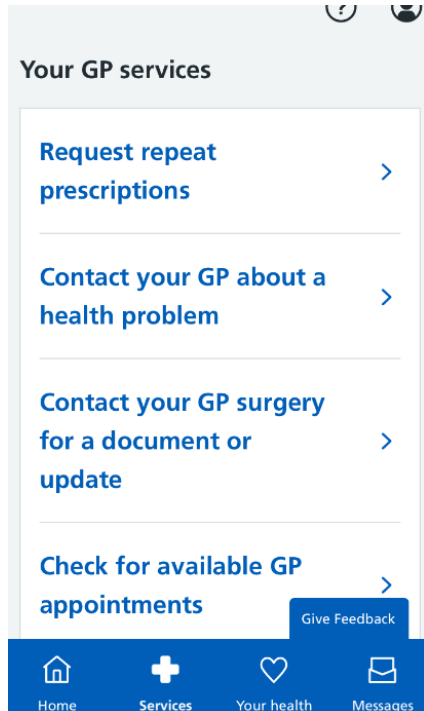 ?
Your GP services
Request repeat
prescriptions
Contact your GP about a
health problem
Contact your GP surgery
for a document or
update
Check for available GP
appointments
Give Feedback
Home Services Your health Messages